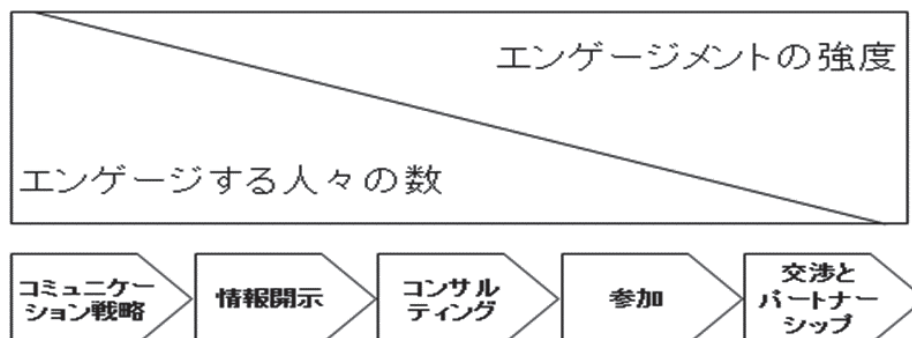 エンゲージメントの強度
エンゲージする人々の数
コミュニケー
ション戦略
情報開示
コンサル
ティング
参加
交渉と
パートナー
シップ